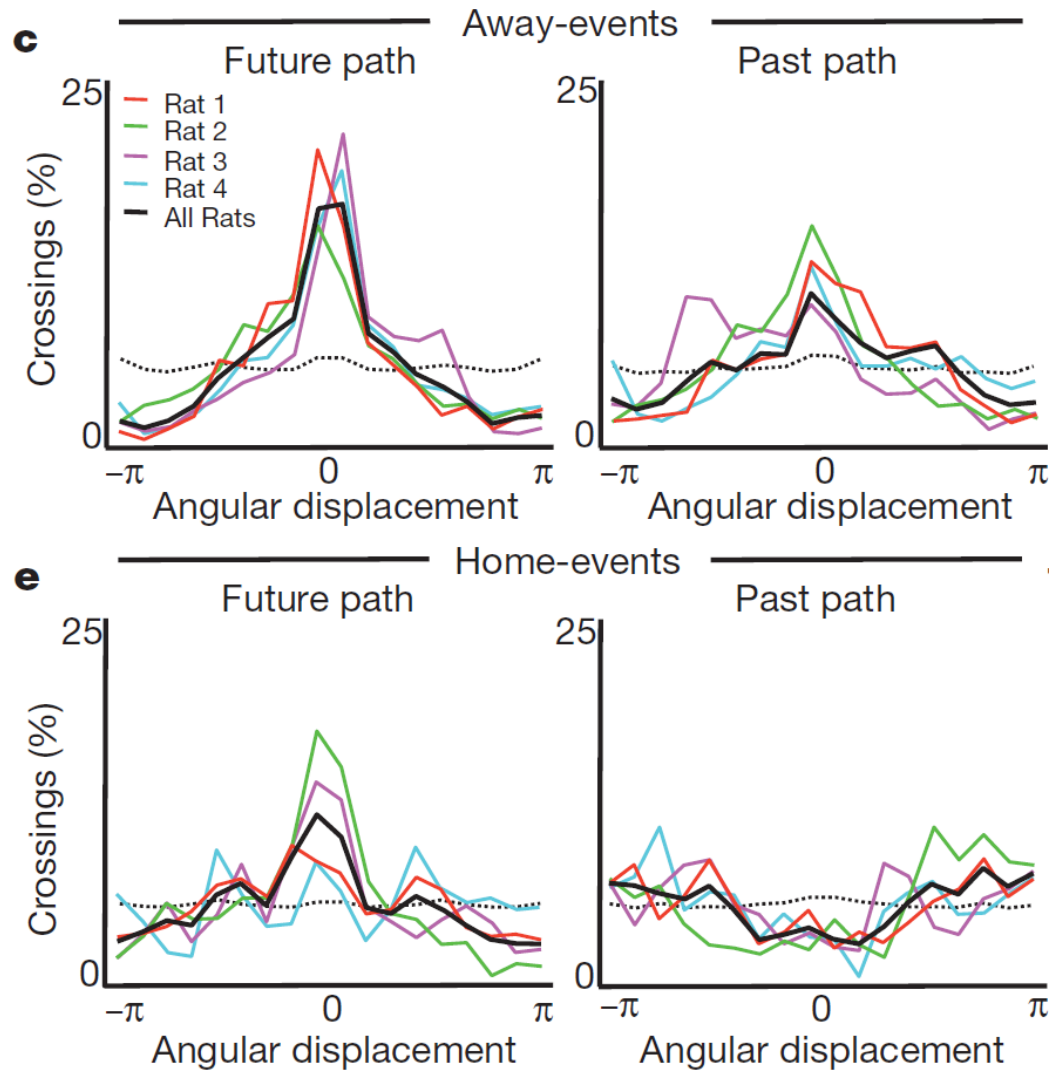 c
Away-events
Future path
Past path
25
25
Rat 1
Rat 2
Rat 3
Rat 4
All Rats
Crossings (%)
0
0
−π
0
π
−π
0
π
Angular displacement
Angular displacement
e
Home-events
Future path
Past path
25
25
Crossings (%)
0
0
−π
0
π
−π
0
π
Angular displacement
Angular displacement